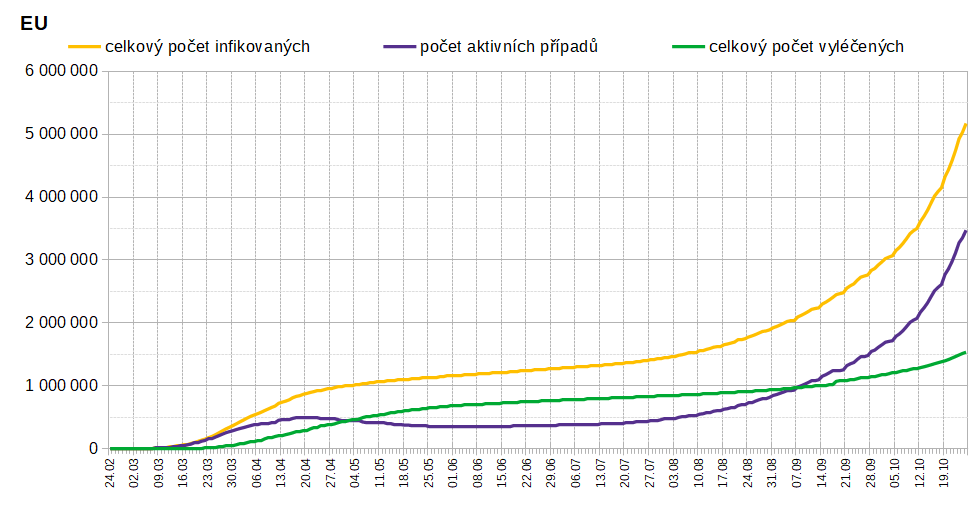 EU
celkový počet infikovaných počet aktivních případů celkový počet vyléčených
6 000 000
5 000 000
4 000 000
3 000 000
2 000 000
1 000 000
0
24.02 02.03 09.03 16.03 23.03 30.03 06.04 13.04 20.04 27.04 04.05 11.05 18.05 25.05 01.06 08.06 15.06 22.06 29.06 06.07 13.07 20.07 27.07 03.08 10.08 17.08 24.08 31.08 07.09 14.09 21.09 28.09 05.10 12.10 19.10